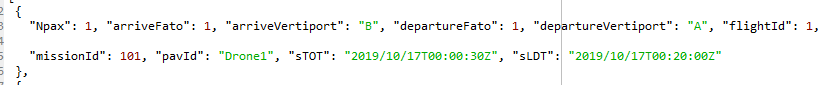 {
"Npax": 1, "arriveFato": 1, "arriveVertiport": "B", "departureFato": 1, "departureVertiport": "A", "flightId": 1,
"missionId": 101, "pavId": "Drone1", "sTOT": "2019/10/17T00:00:30Z", "sLDT": "2019/10/17T00:20:00Z"
},